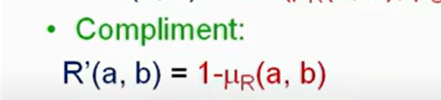 • Compliment:
R'(a, b) = 1-μR(a, b)